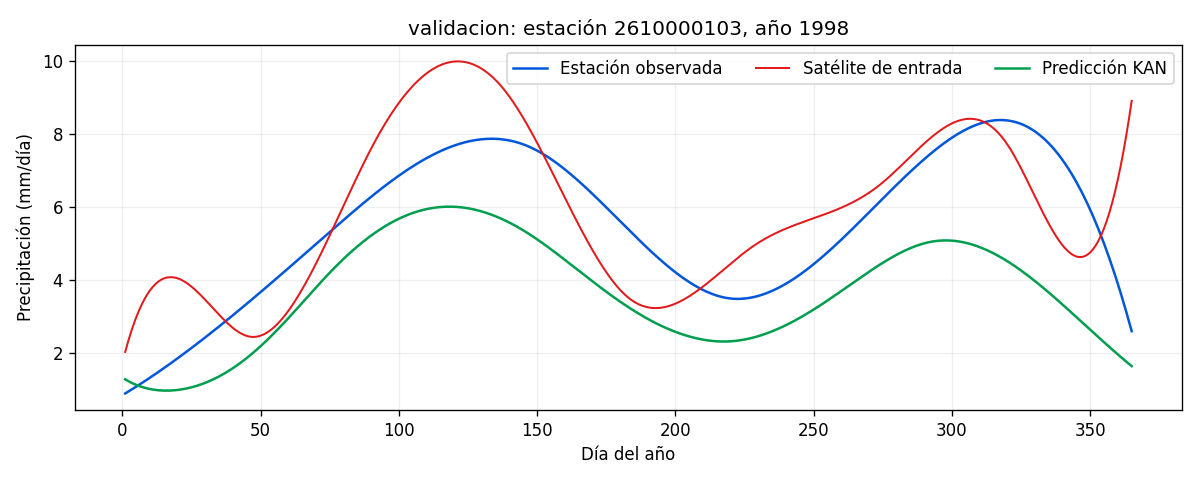 validacion: estación 2610000103, año 1998
Estación observada
Satélite de entrada
Predicción KAN
Precipitación (mm/día)
10
8
6
4
2
0
50
100
150
200
250
300
350
Día del año